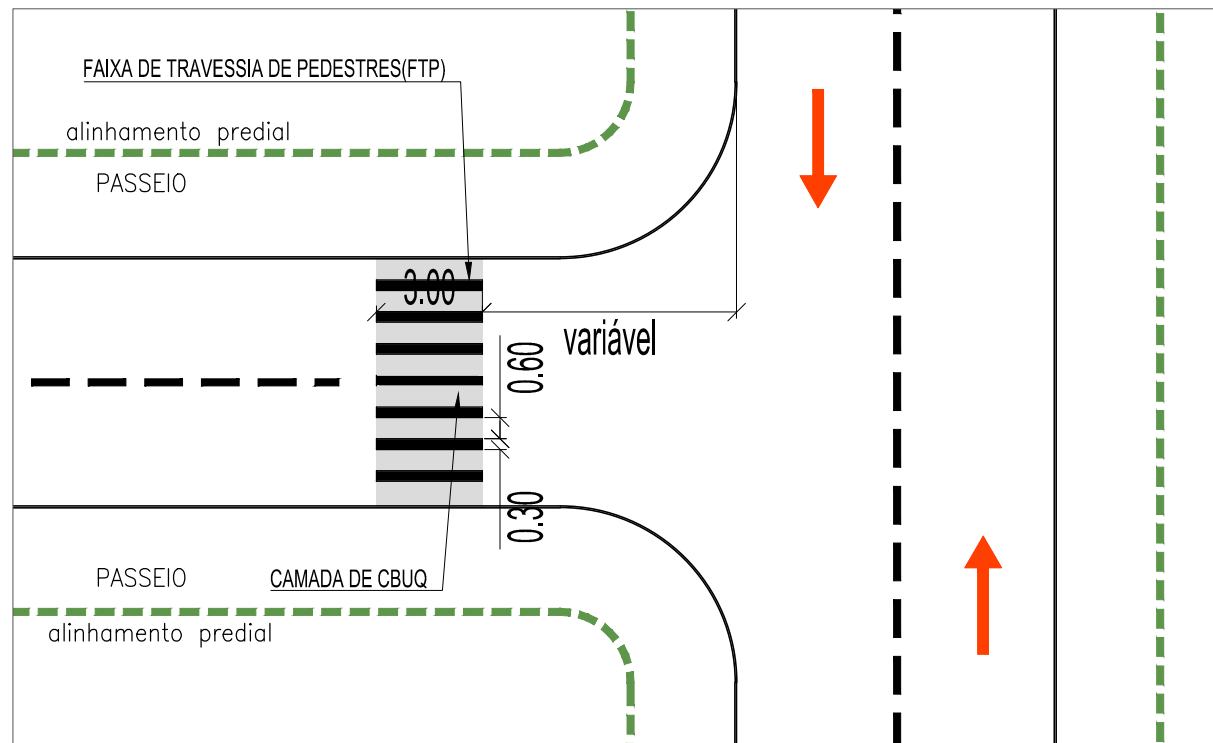 FAIXA DE TRAVESSIA DE PEDESTRES(FTP)
alinhamento predial
PASSEIO
3.00
variável
0.60
0.30
PASSEIO
CAMADA DE CBUQ
alinhamento predial